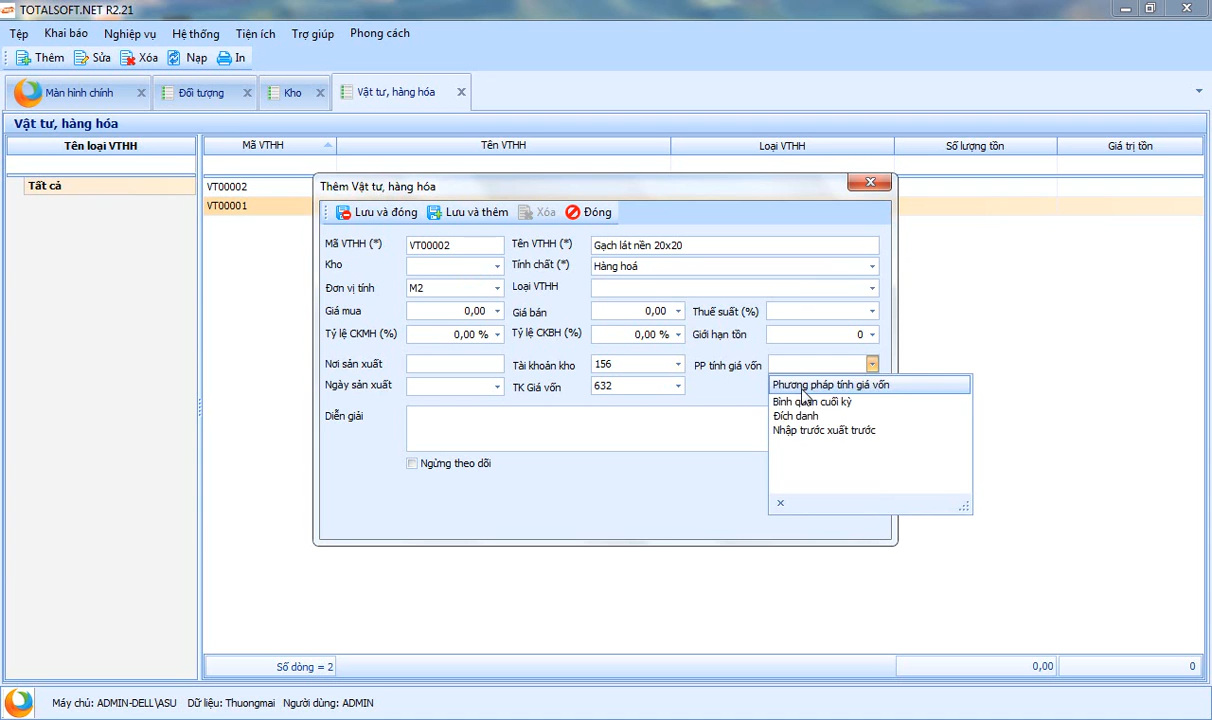 TOTALSOFT.NET R2.21
Tệp Khai báo Nghiệp vụ Hệ thống Tiện ích Trợ giúp Phong cách
Thêm Sửa Xóa Nạp In
Màn hình chính Đối tượng Kho Vật tư, hàng hóa
Vật tư, hàng hóa
Tên loại VTHH Mã VTHH Tên VTHH Loại VTHH Số lượng tồn Giá trị tồn
Tất cả VT00002
VT00001
Thêm Vật tư, hàng hóa
Lưu và đóng Lưu và thêm Xóa Đóng
Mã VTHH (*) VT00002 Tên VTHH (*) Gạch lát nền 20x20
Kho Tính chất (*) Hàng hoá
Đơn vị tính M2 Loại VTHH
Giá mua 0,00 Giá bán 0,00 Thuế suất (%)
Tỷ lệ CKMH (%) 0,00 % Tỷ lệ CKBH (%) 0,00 % Giới hạn tồn 0
Nơi sản xuất Tài khoản kho 156 PP tính giá vốn
Ngày sản xuất TK Giá vốn 632
Phương pháp tính giá vốn
Bình quân cuối kỳ
Đích danh
Nhập trước xuất trước
Diễn giải
Ngừng theo dõi
Số dòng = 2 0,00 0
Máy chủ: ADMIN-DELL\ASU Dữ liệu: Thuongmai Người dùng: ADMIN